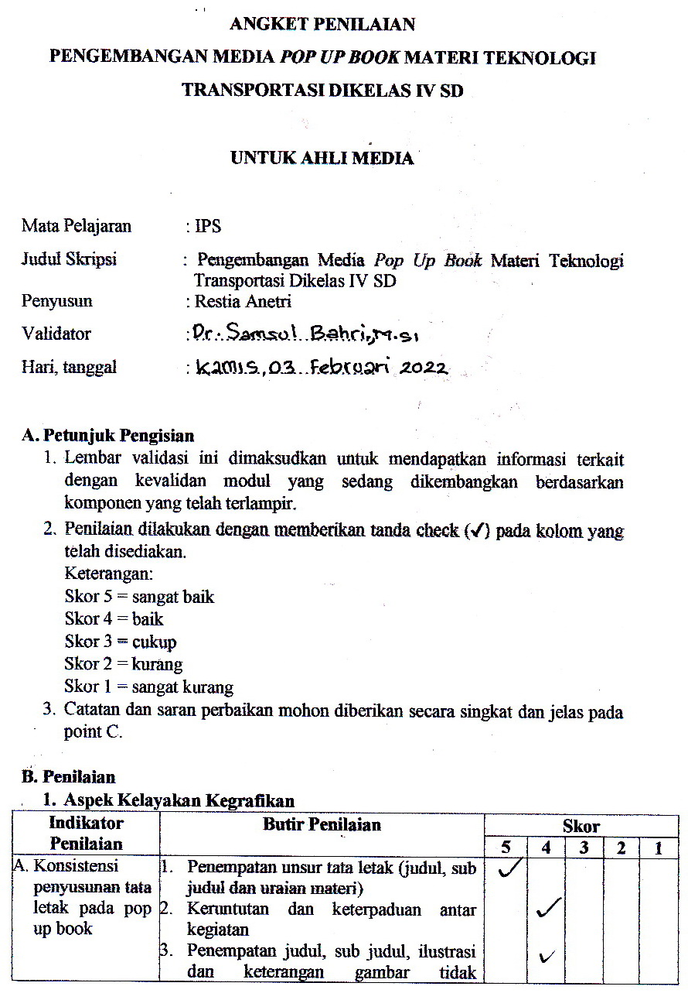 ANGKET PENILAIAN
PENGEMBANGAN MEDIA POP UP BOOK MATERI TEKNOLOGI
TRANSPORTASI DIKELAS IV SD
UNTUK AHLI MEDIA
Mata Pelajaran : IPS
Judul Skripsi : Pengembangan Media Pop Up Book Materi Teknologi
Transportasi Dikelas IV SD
Penyusun : Restia Anetri
Validator : Dr. Samsul Bahri, M.si
Hari, tanggal : Kamis, 03 Februari 2022
A. Petunjuk Pengisian
1. Lembar validasi ini dimaksudkan untuk mendapatkan informasi terkait
dengan kevalidan modul yang sedang dikembangkan berdasarkan
komponen yang telah terlampir.
2. Penilaian dilakukan dengan memberikan tanda check (✓) pada kolom yang
telah disediakan.
Keterangan:
Skor 5 = sangat baik
Skor 4 = baik
Skor 3 = cukup
Skor 2 = kurang
Skor 1 = sangat kurang
3. Catatan dan saran perbaikan mohon diberikan secara singkat dan jelas pada
point C.
B. Penilaian
1. Aspek Kelayakan Kegrafikan
Indikator Penilaian Butir Penilaian Skor
5 4 3 2 1
A. Konsistensi
penyusunan tata
letak pada pop
up book
1. Penempatan unsur tata letak (judul, sub ✓
judul dan uraian materi)
2. Keruntutan dan keterpaduan antar ✓
kegiatan
3. Penempatan judul, sub judul, ilustrasi ✓
dan keterangan gambar tidak